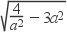 √(4/a² − 3a²)